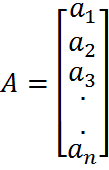 a₁
a₂
A = a₃
.
.
aₙ